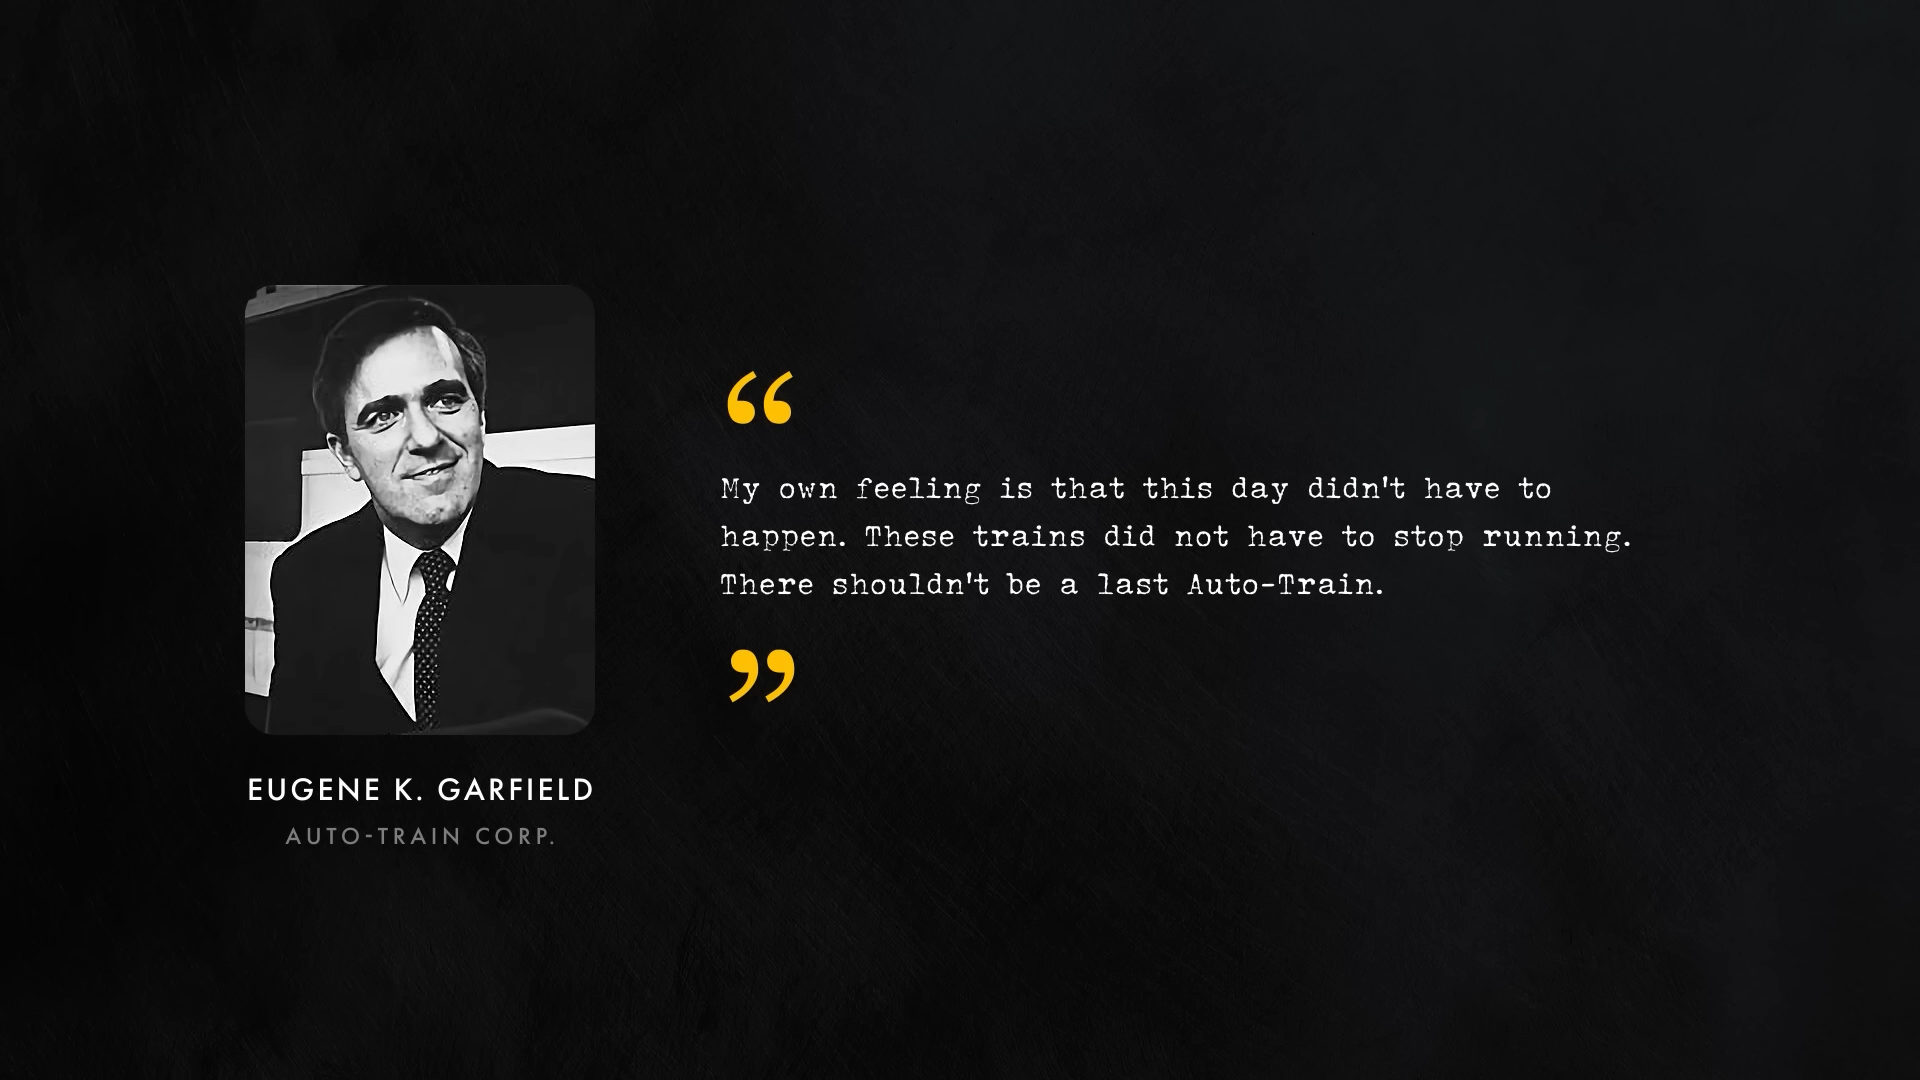 “
My own feeling is that this day didn't have to
happen. These trains did not have to stop running.
There shouldn't be a last Auto-Train.
”
EUGENE K. GARFIELD
AUTO-TRAIN CORP.